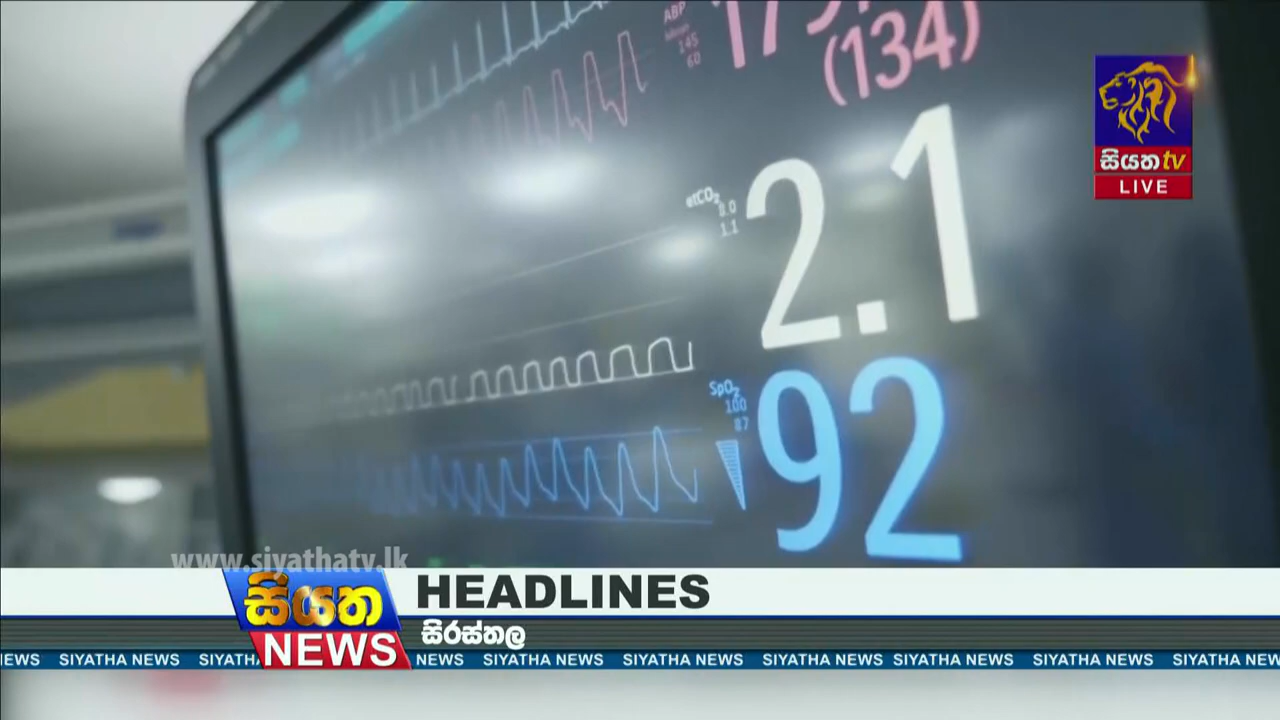 ABP
145
60
(134)
etCO₂
8.0
1.1
2.1
SpO₂
100
87
92
සියත tv
LIVE
www.siyathatv.lk
සියත
NEWS
HEADLINES
සිරස්තල
NEWS SIYATHA NEWS SIYATHA NEWS SIYATHA NEWS SIYATHA NEWS SIYATHA NEWS SIYATHA NEWS SIYATHA NEWS